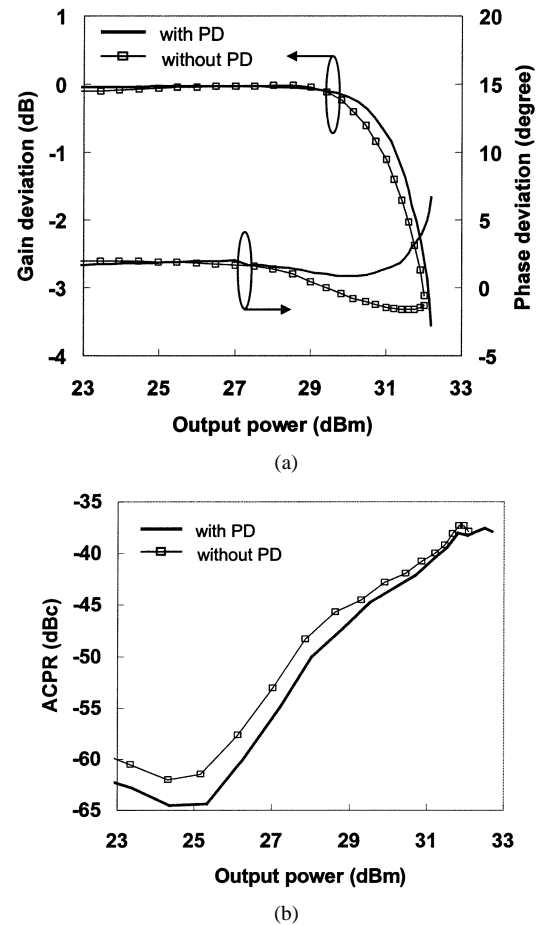 with PD
without PD
1
0
-1
-2
-3
-4
Gain deviation (dB)
20
15
10
5
0
-5
Phase deviation (degree)
23 25 27 29 31 33
Output power (dBm)
(a)
with PD
without PD
-35
-40
-45
-50
-55
-60
-65
ACPR (dBc)
23 25 27 29 31 33
Output power (dBm)
(b)